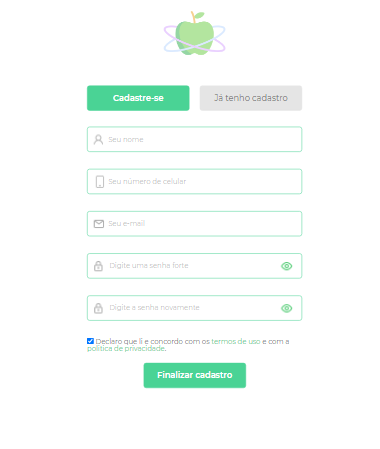 Cadastre-se
Já tenho cadastro
Seu nome
Seu número de celular
Seu e-mail
Digite uma senha forte
Digite a senha novamente
Declaro que li e concordo com os termos de uso e com a
política de privacidade.
Finalizar cadastro